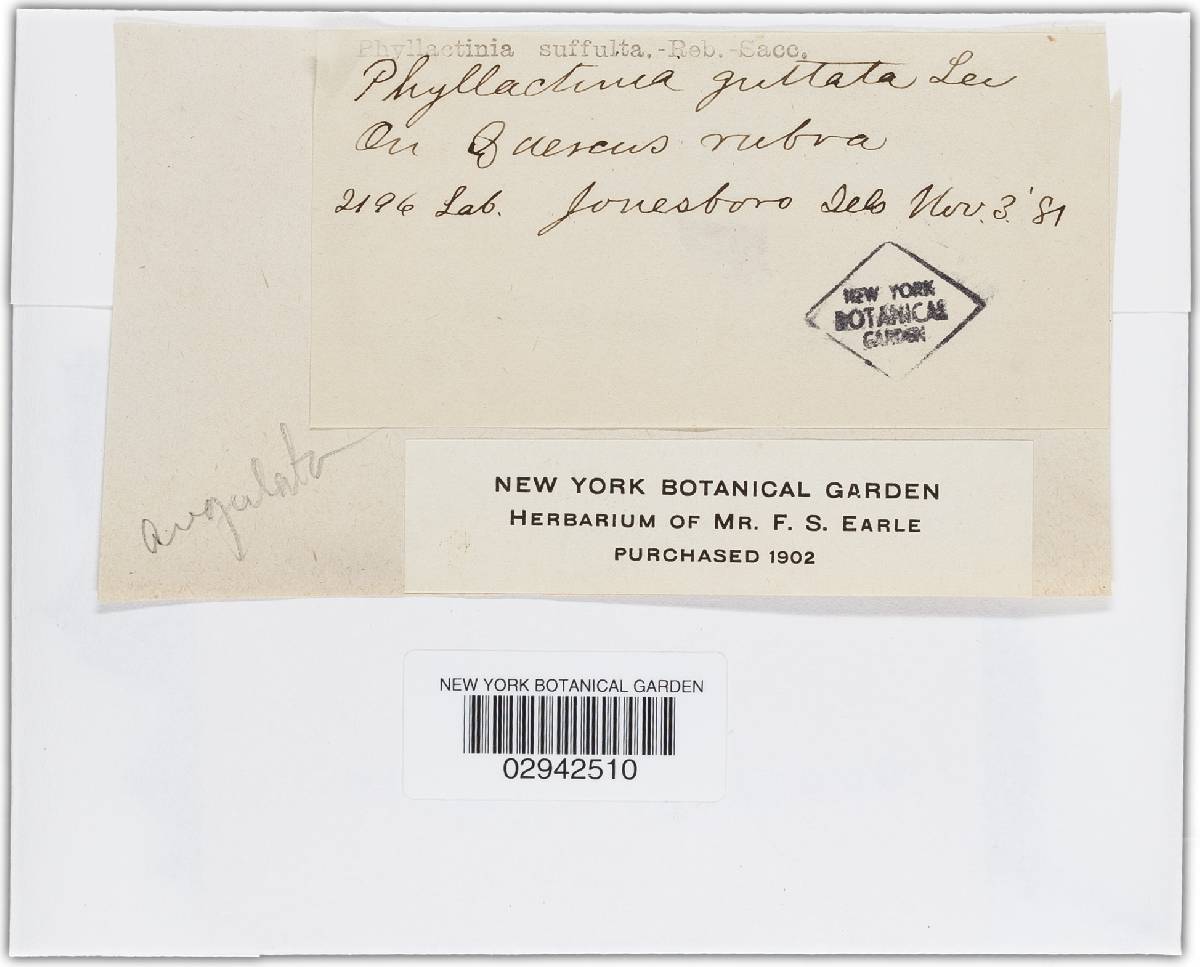 Phyllactinia suffulta.-Reb.-Sacc.
Phyllactinia guttata Lev
On Quercus rubra
2196 Lab. Jonesboro Nov. 3. '81
NEW YORK
BOTANICAL
GARDEN
angulata
NEW YORK BOTANICAL GARDEN
HERBARIUM OF MR. F. S. EARLE
PURCHASED 1902
NEW YORK BOTANICAL GARDEN
02942510